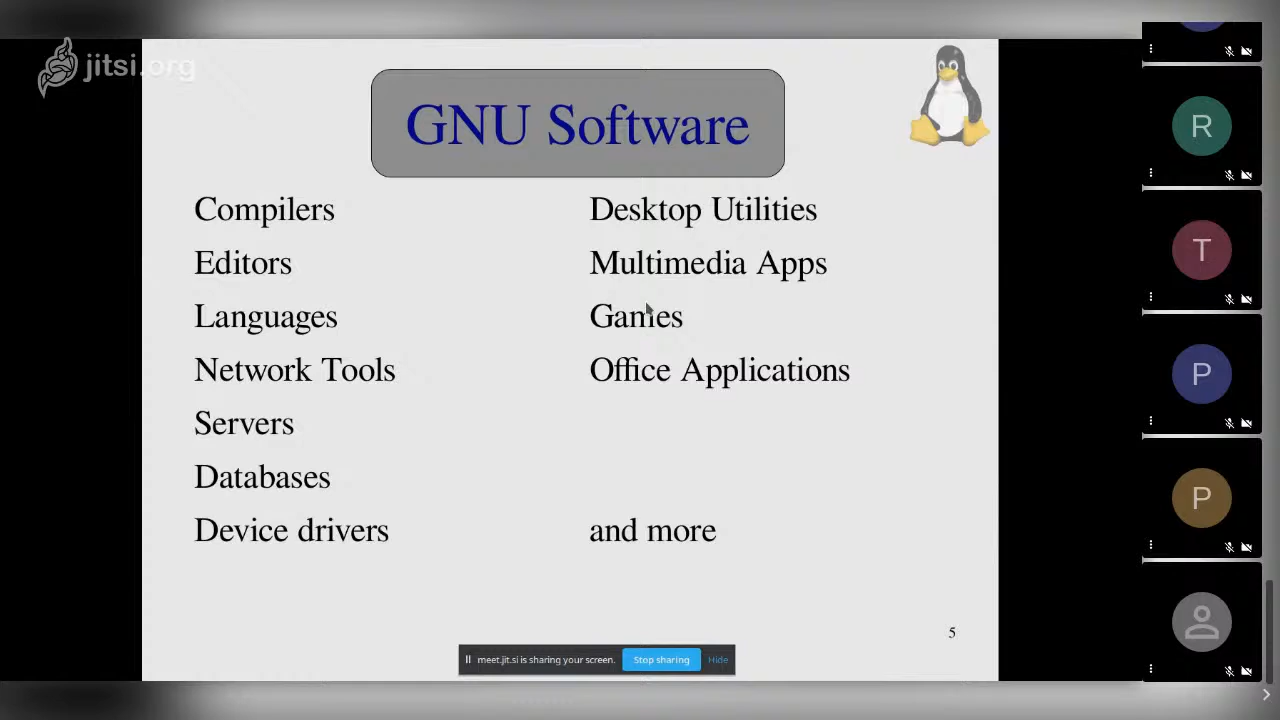 jitsi.org
GNU Software
Compilers
Editors
Languages
Network Tools
Servers
Databases
Device drivers
Desktop Utilities
Multimedia Apps
Games
Office Applications
and more
5
meet.jit.si is sharing your screen.
Stop sharing
Hide
R
T
P
P